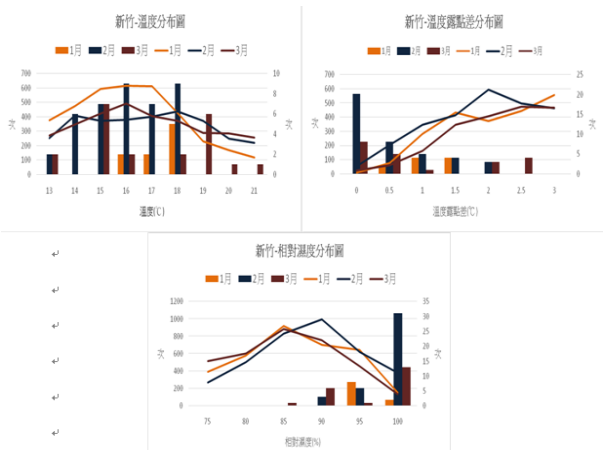 新竹-溫度分布圖
1月 2月 3月 1月 2月 3月
700 600 500 400 300 200 100 0
10 8 6 4 2 0
13 14 15 16 17 18 19 20 21
溫度(℃)
新竹-溫度露點差分布圖
1月 2月 3月 1月 2月 3月
700 600 500 400 300 200 100 0
25 20 15 10 5 0
0 0.5 1 1.5 2 2.5 3
溫度露點差(℃)
新竹-相對濕度分布圖
1月 2月 3月 1月 2月 3月
1200 1000 800 600 400 200 0
35 30 25 20 15 10 5 0
75 80 85 90 95 100
相對濕度(%)